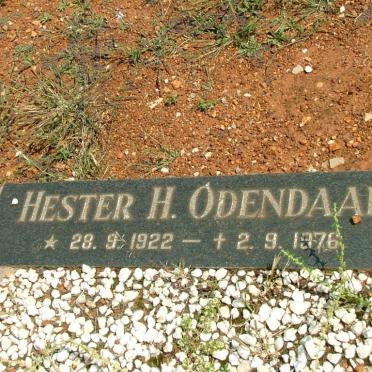 HESTER H. ODENDAAL
★ 28. 9. 1922 — † 2. 9. 1976